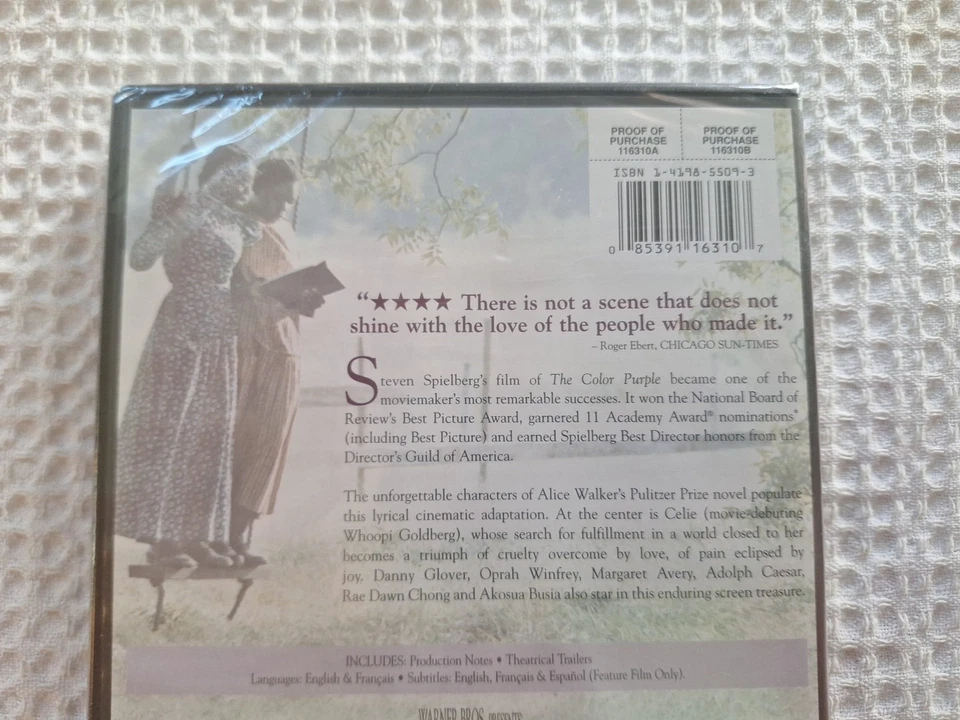 PROOF OF PURCHASE 116310A
PROOF OF PURCHASE 116310B
ISBN 1-4198-5509-3
0 85391 16310 7
“★★★★ There is not a scene that does not
shine with the love of the people who made it.”
– Roger Ebert, CHICAGO SUN-TIMES
Steven Spielberg's film of The Color Purple became one of the
moviemaker's most remarkable successes. It won the National Board of
Review's Best Picture Award, garnered 11 Academy Award® nominations*
(including Best Picture) and earned Spielberg Best Director honors from the
Director's Guild of America.
The unforgettable characters of Alice Walker's Pulitzer Prize novel populate
this lyrical cinematic adaptation. At the center is Celie (movie-debuting
Whoopi Goldberg), whose search for fulfillment in a world closed to her
becomes a triumph of cruelty overcome by love, of pain eclipsed by
joy. Danny Glover, Oprah Winfrey, Margaret Avery, Adolph Caesar,
Rae Dawn Chong and Akosua Busia also star in this enduring screen treasure.
INCLUDES: Production Notes • Theatrical Trailers
Languages: English & Français • Subtitles: English, Français & Español (Feature Film Only).
WARNER BROS. PRESENTS